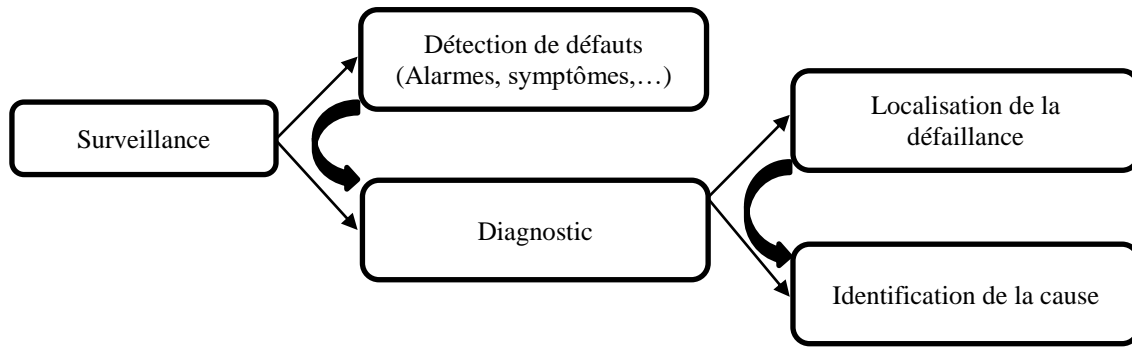 Surveillance
Détection de défauts
(Alarmes, symptômes,…)
Diagnostic
Localisation de la
défaillance
Identification de la cause